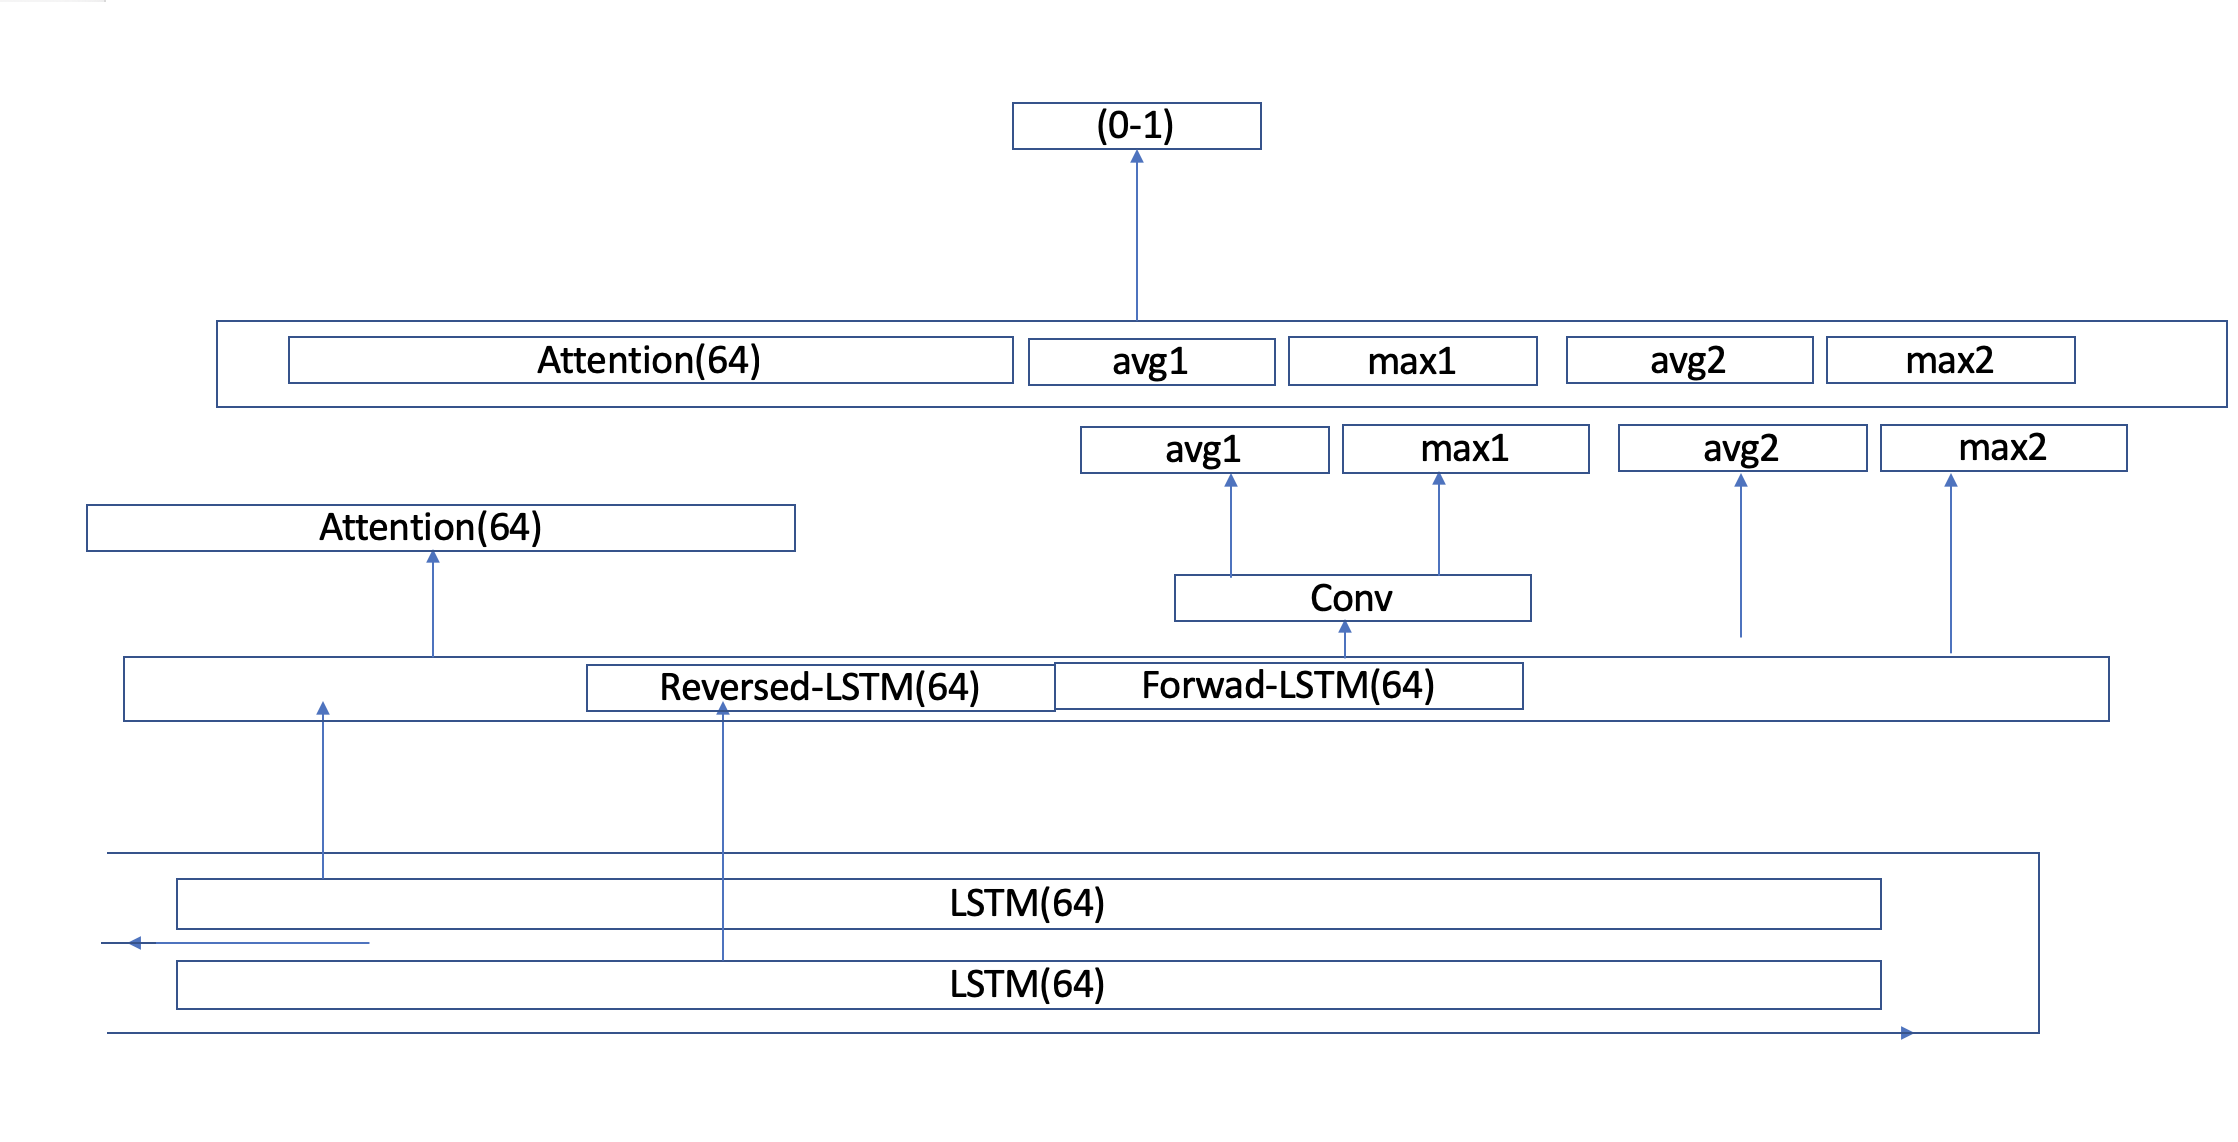 (0-1)
Attention(64) avg1 max1 avg2 max2
avg1 max1 avg2 max2
Attention(64)
Conv
Reversed-LSTM(64) Forwad-LSTM(64)
LSTM(64)
LSTM(64)